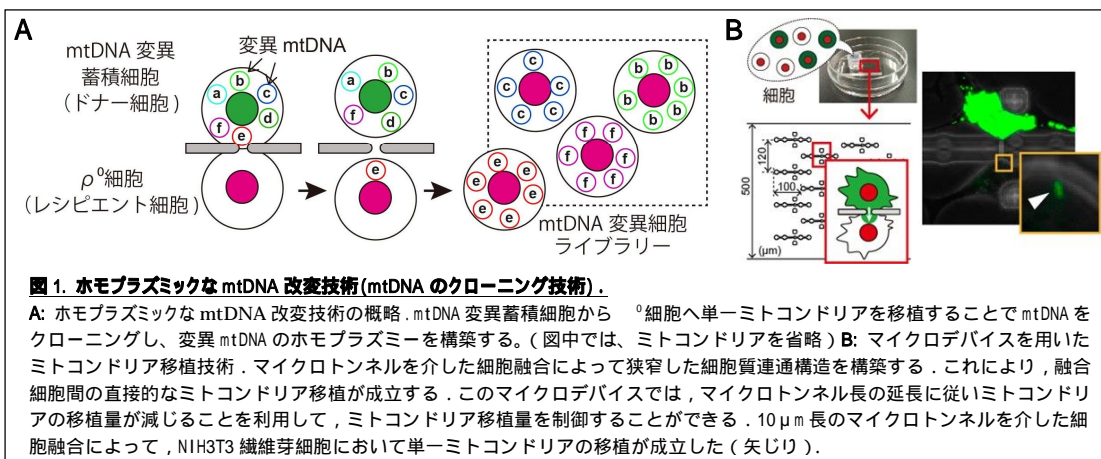 A
mtDNA 変異
蓄積細胞
(ドナー細胞)
変異 mtDNA
a
b
c
d
e
f
a
b
c
d
f
e
ρ⁰細胞
(レシピエント細胞)
c
c
c
c
c
b
b
b
b
b
f
f
f
f
f
f
e
e
e
e
e
e
mtDNA 変異細胞
ライブラリー
B
細胞
500
120
100
(μm)
図 1. ホモプラズミックな mtDNA 改変技術(mtDNA のクローニング技術) .
A: ホモプラズミックな mtDNA 改変技術の概略 . mtDNA 変異蓄積細胞から ⁰細胞へ単一ミトコンドリアを移植することで mtDNA を
クローニングし、変異 mtDNA のホモプラズミーを構築する。(図中では、ミトコンドリアを省略) B: マイクロデバイスを用いた
ミトコンドリア移植技術 . マイクロトンネルを介した細胞融合によって狭窄した細胞質連通構造を構築する . これにより , 融合
細胞間の直接的なミトコンドリア移植が成立する . このマイクロデバイスでは , マイクロトンネル長の延長に従いミトコンドリ
アの移植量が減じることを利用して , ミトコンドリア移植量を制御することができる . 10 μm 長のマイクロトンネルを介した細
胞融合によって , NIH3T3 繊維芽細胞において単一ミトコンドリアの移植が成立した ( 矢じり ) .